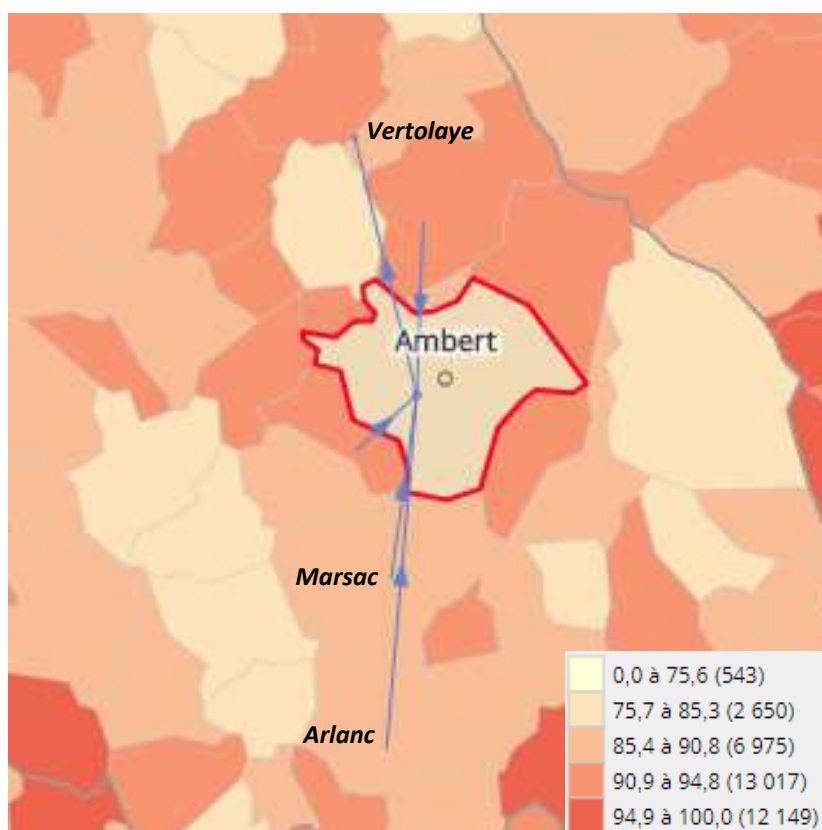 Vertolaye
Ambert
Marsac
Arlanc
0,0 à 75,6 (543)
75,7 à 85,3 (2 650)
85,4 à 90,8 (6 975)
90,9 à 94,8 (13 017)
94,9 à 100,0 (12 149)